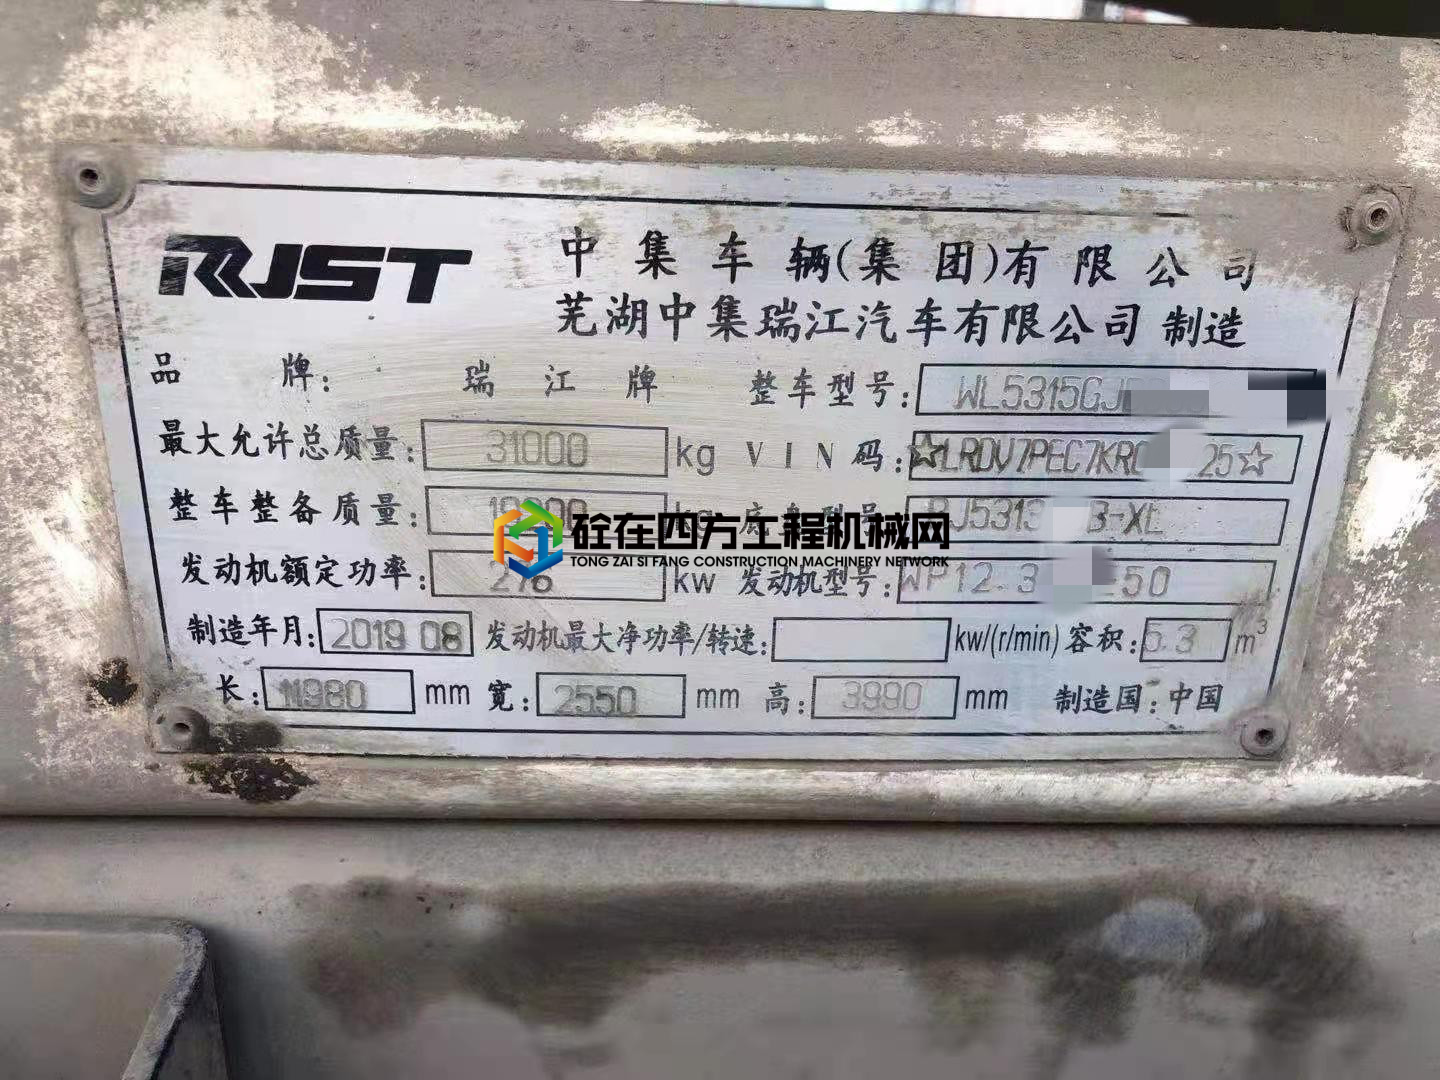 RJST
中集车辆(集团)有限公司
芜湖中集瑞江汽车有限公司 制造
品牌: 瑞江牌 整车型号: WL5315GJ
最大允许总质量: 31000 kg VIN码: ☆LRDV7PEC7KR 25☆
整车整备质量: kg 底盘型号 BJ5313 B-XL
砼在四方工程机械网
TONG ZAI SI FANG CONSTRUCTION MACHINERY NETWORK
发动机额定功率: 276 kw 发动机型号: WP12.3 50
制造年月: 2019 08 发动机最大净功率/转速: kw/(r/min) 容积: 5.3 m³
长: 11980 mm 宽: 2550 mm 高: 3990 mm 制造国: 中国